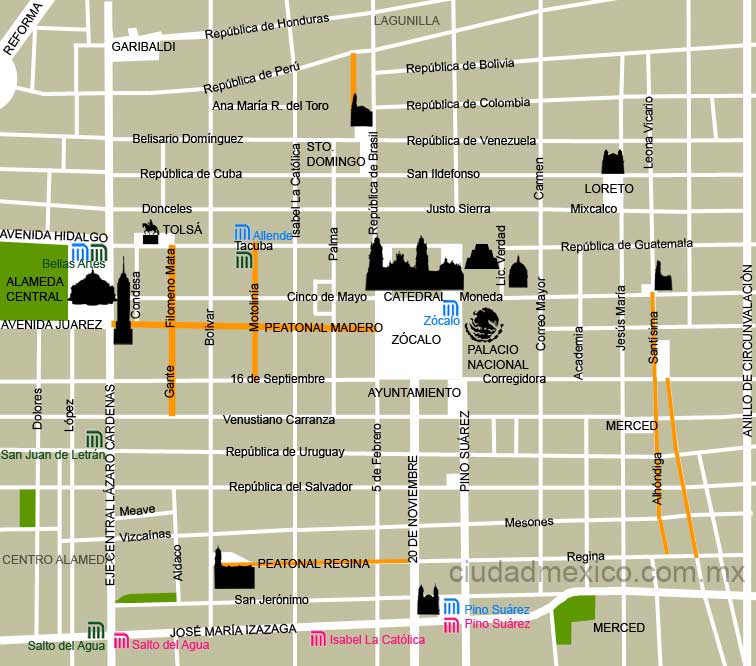 REFORMA
GARIBALDI
República de Honduras
LAGUNILLA
República de Perú
República de Bolivia
Ana María R. del Toro
República de Colombia
Belisario Domínguez
STO.
DOMINGO
República de Brasil
República de Venezuela
Leona Vicario
República de Cuba
Isabel La Católica
San Ildefonso
Carmen
LORETO
Donceles
Justo Sierra
Mixcalco
AVENIDA HIDALGO
TOLSÁ
Allende
Tacuba
Palma
Lic. Verdad
República de Guatemala
Bellas Artes
ALAMEDA
CENTRAL
Condesa
Filomeno Mata
Bolivar
Motolinía
Cinco de Mayo
CATEDRAL
Moneda
Zócalo
Correo Mayor
Academia
Jesús María
Santísima
ANILLO DE CIRCUNVALACIÓN
AVENIDA JUAREZ
PEATONAL MADERO
ZÓCALO
PALACIO
NACIONAL
Gante
16 de Septiembre
AYUNTAMIENTO
Corregidora
Dolores
López
EJE CENTRAL LÁZARO CARDENAS
Venustiano Carranza
MERCED
San Juan de Letrán
República de Uruguay
5 de Febrero
20 DE NOVIEMBRE
PINO SUÁREZ
Alhóndiga
República del Salvador
Meave
Mesones
Vizcaínas
CENTRO ALAMED
Aldaco
PEATONAL REGINA
Regina
ciudadmexico.com.mx
San Jerónimo
Pino Suárez
Pino Suárez
JOSÉ MARÍA IZAZAGA
MERCED
Salto del Agua
Salto del Agua
Isabel La Católica